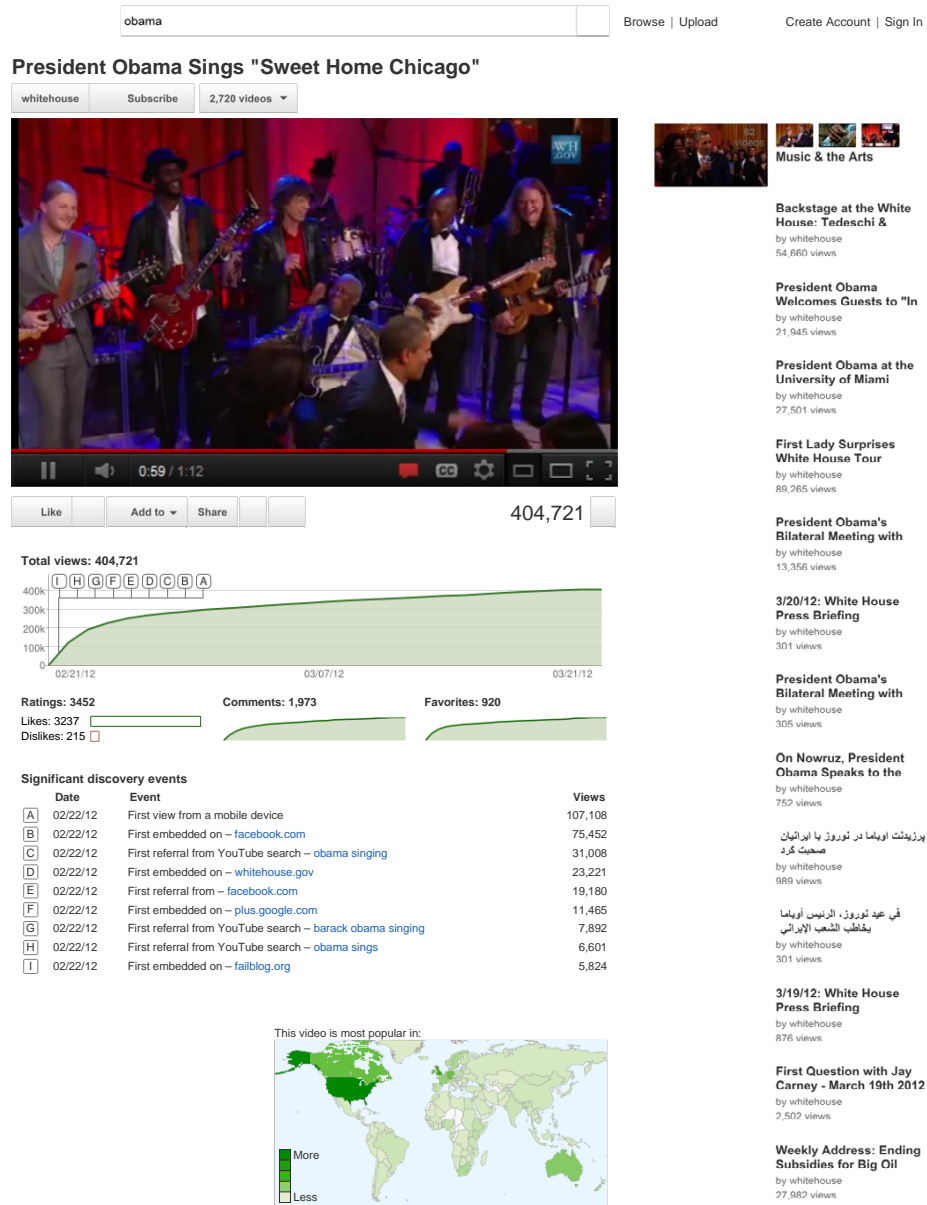 obama
Browse | Upload
Create Account | Sign In
President Obama Sings "Sweet Home Chicago"
whitehouse
Subscribe
2,720 videos
WH
.GOV
0:59 / 1:12
CC
Like
Add to
Share
404,721
Total views: 404,721
I H G F E D C B A
400k
300k
200k
100k
0
02/21/12
03/07/12
03/21/12
Ratings: 3452
Likes: 3237
Dislikes: 215
Comments: 1,973
Favorites: 920
Significant discovery events
Date Event Views
A 02/22/12 First view from a mobile device 107,108
B 02/22/12 First embedded on – facebook.com 75,452
C 02/22/12 First referral from YouTube search – obama singing 31,008
D 02/22/12 First embedded on – whitehouse.gov 23,221
E 02/22/12 First referral from – facebook.com 19,180
F 02/22/12 First embedded on – plus.google.com 11,465
G 02/22/12 First referral from YouTube search – barack obama singing 7,892
H 02/22/12 First referral from YouTube search – obama sings 6,601
I 02/22/12 First embedded on – failblog.org 5,824
This video is most popular in:
More
Less
82
videos
Music & the Arts
Backstage at the White
House: Tedeschi &
by whitehouse
54,660 views
President Obama
Welcomes Guests to "In
by whitehouse
21,945 views
President Obama at the
University of Miami
by whitehouse
27,501 views
First Lady Surprises
White House Tour
by whitehouse
89,265 views
President Obama's
Bilateral Meeting with
by whitehouse
13,356 views
3/20/12: White House
Press Briefing
by whitehouse
301 views
President Obama's
Bilateral Meeting with
by whitehouse
305 views
On Nowruz, President
Obama Speaks to the
by whitehouse
752 views
پرزیدنت اوباما در نوروز با ایرانیان
صحبت کرد
by whitehouse
989 views
في عيد نوروز، الرئيس أوباما
يخاطب الشعب الإيراني
by whitehouse
301 views
3/19/12: White House
Press Briefing
by whitehouse
876 views
First Question with Jay
Carney - March 19th 2012
by whitehouse
2,502 views
Weekly Address: Ending
Subsidies for Big Oil
by whitehouse
27,982 views